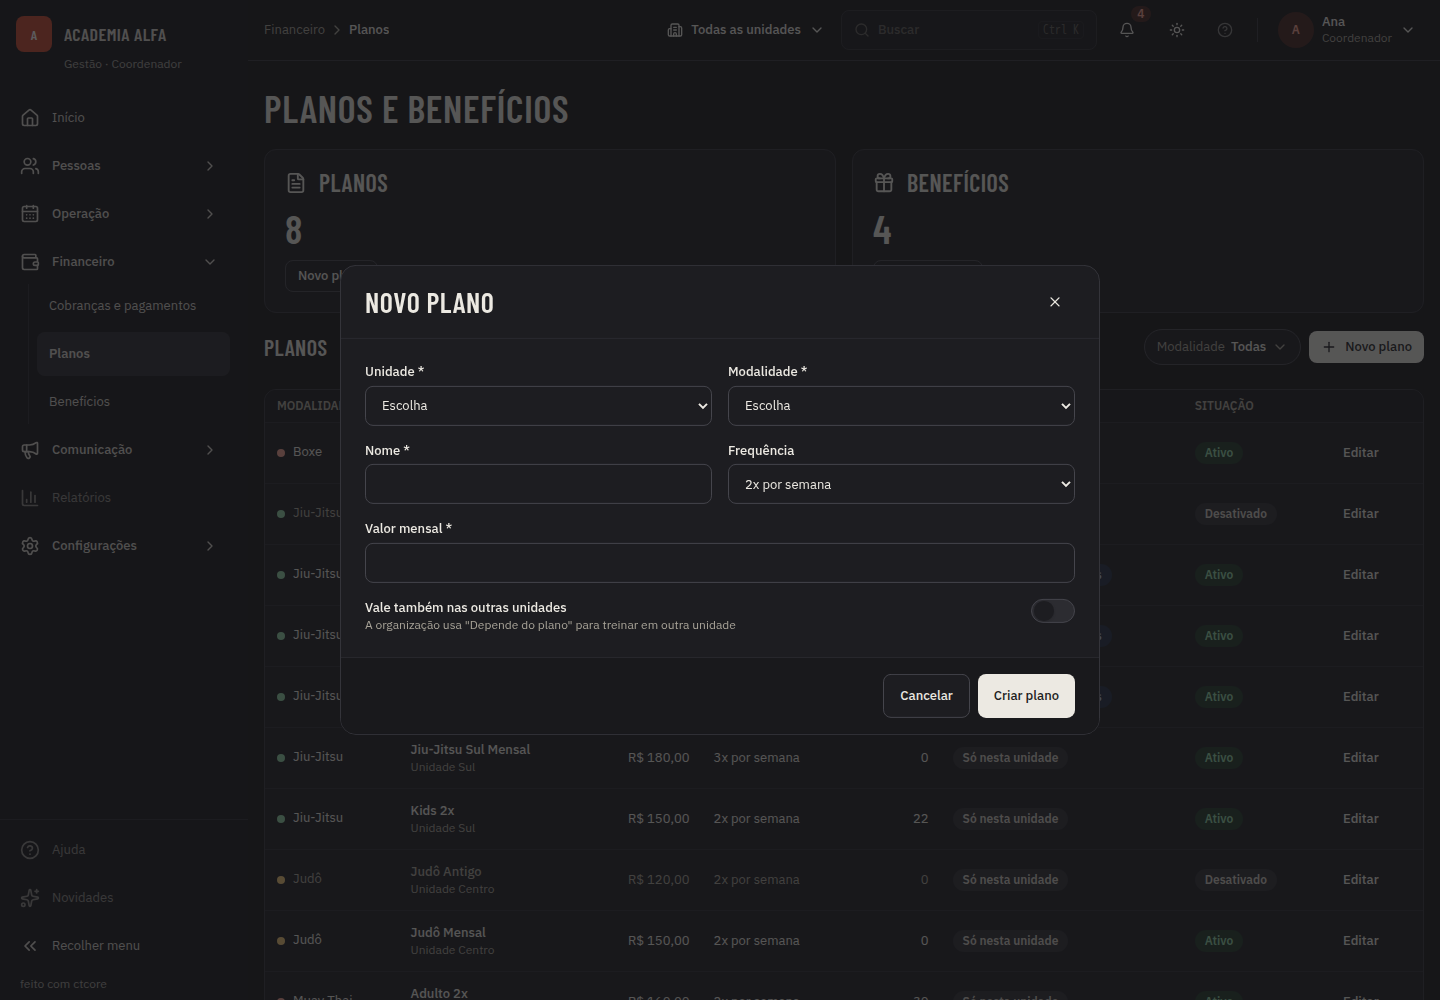 A
ACADEMIA ALFA
Gestão · Coordenador
Início
Pessoas
Operação
Financeiro
Cobranças e pagamentos
Planos
Benefícios
Comunicação
Relatórios
Configurações
Ajuda
Novidades
Recolher menu
feito com ctcore
Financeiro > Planos
Todas as unidades
Buscar
Ctrl K
4
A
Ana
Coordenador
PLANOS E BENEFÍCIOS
PLANOS
8
BENEFÍCIOS
4
PLANOS
Modalidade Todas
Novo plano
SITUAÇÃO
NOVO PLANO
Unidade *
Escolha
Modalidade *
Escolha
Nome *
Frequência
2x por semana
Valor mensal *
Vale também nas outras unidades
A organização usa "Depende do plano" para treinar em outra unidade
Cancelar
Criar plano
Boxe Ativo Editar
Desativado Editar
Ativo Editar
Ativo Editar
Ativo Editar
Jiu-Jitsu Jiu-Jitsu Sul Mensal R$ 180,00 3x por semana 0 Só nesta unidade Ativo Editar
Unidade Sul
Jiu-Jitsu Kids 2x R$ 150,00 2x por semana 22 Só nesta unidade Ativo Editar
Unidade Sul
Judô Judô Antigo R$ 120,00 2x por semana 0 Só nesta unidade Desativado Editar
Unidade Centro
Judô Judô Mensal R$ 150,00 2x por semana 0 Só nesta unidade Ativo Editar
Unidade Centro
Adulto 2x